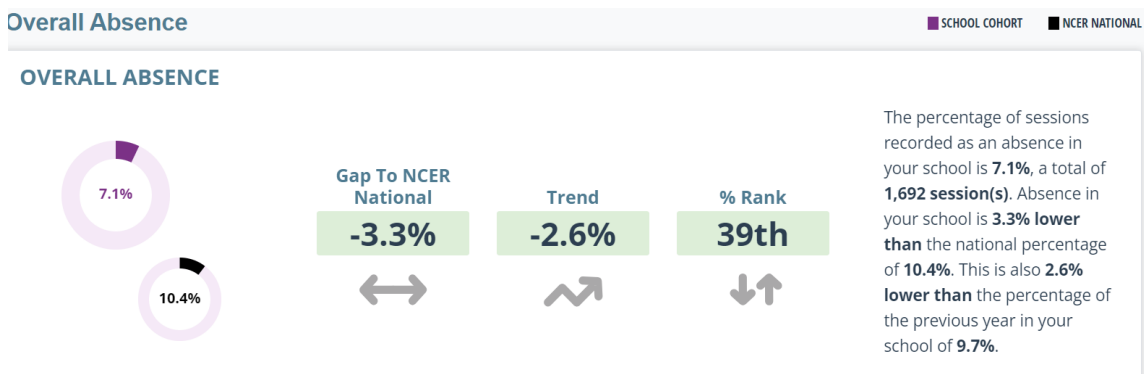 Overall Absence
SCHOOL COHORT
NCER NATIONAL
OVERALL ABSENCE
7.1%
10.4%
Gap To NCER
National
-3.3%
Trend
-2.6%
% Rank
39th
The percentage of sessions
recorded as an absence in
your school is 7.1%, a total of
1,692 session(s). Absence in
your school is 3.3% lower
than the national percentage
of 10.4%. This is also 2.6%
lower than the percentage of
the previous year in your
school of 9.7%.